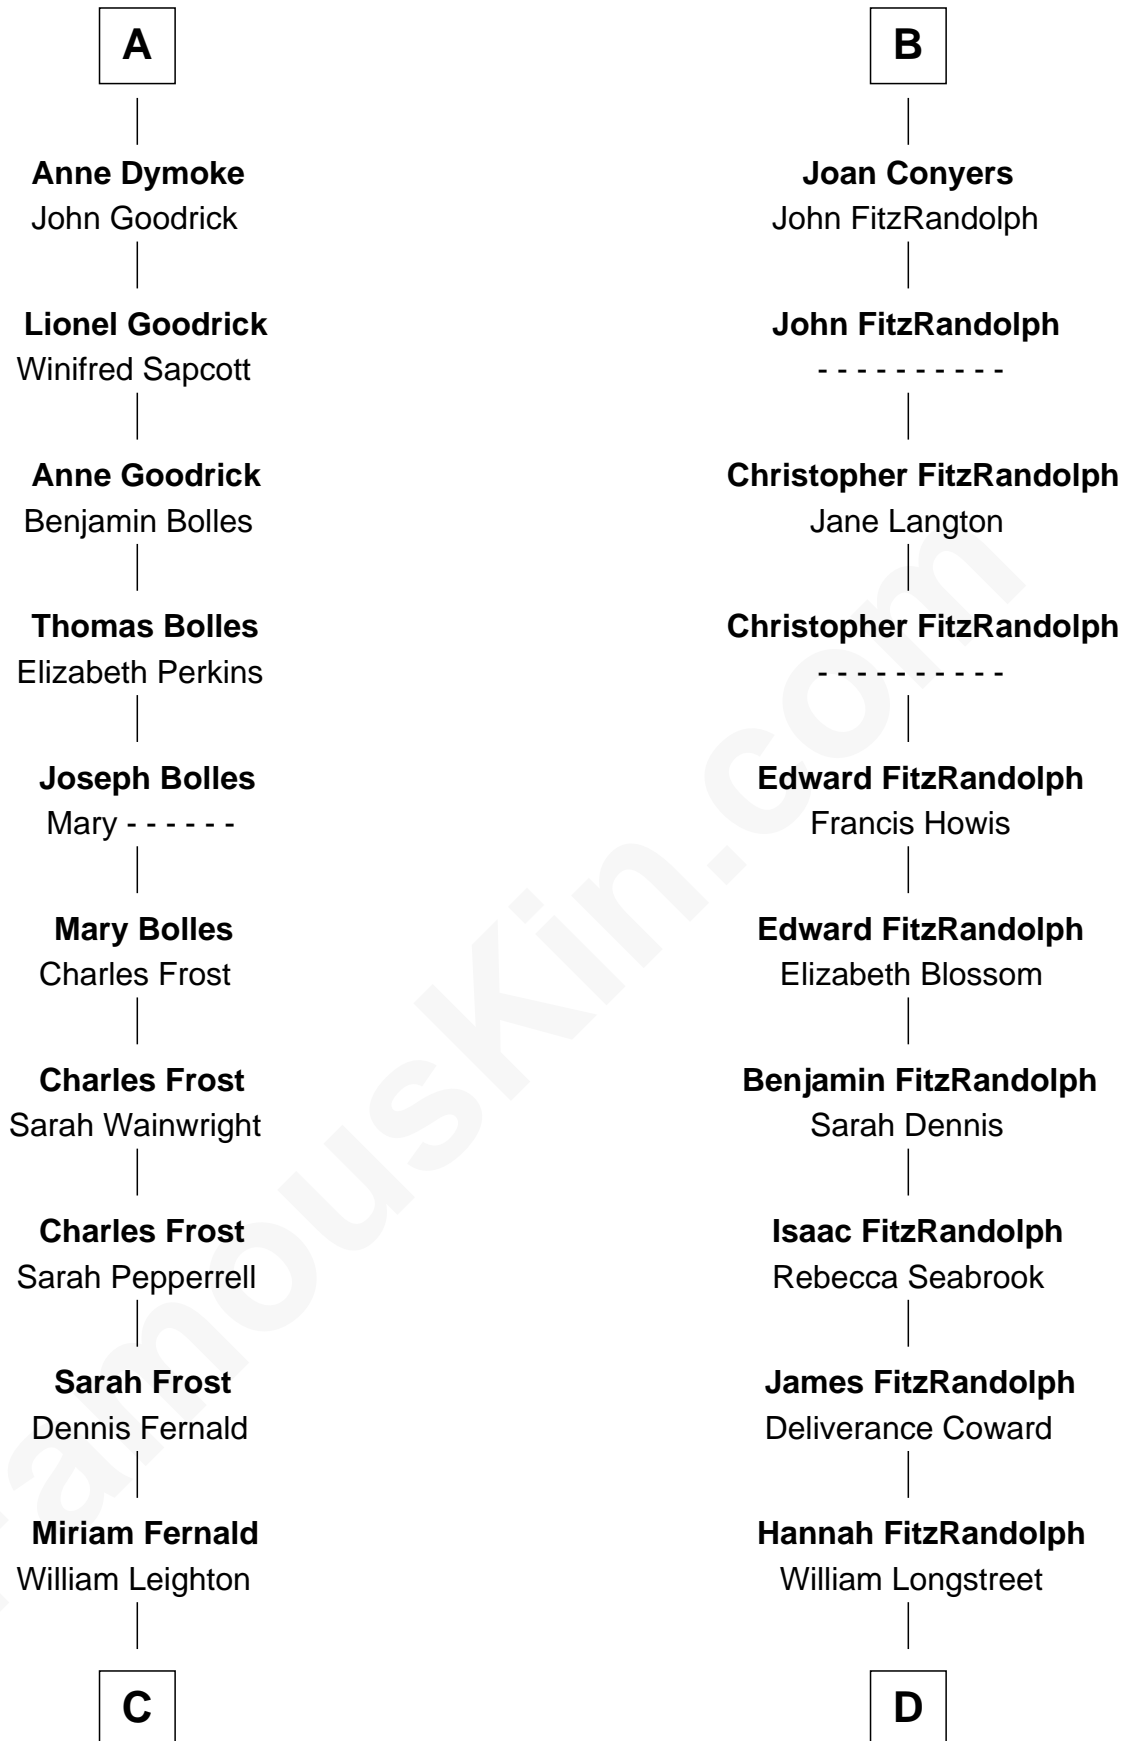 A
Anne Dymoke
John Goodrick
Lionel Goodrick
Winifred Sapcott
Anne Goodrick
Benjamin Bolles
Thomas Bolles
Elizabeth Perkins
Joseph Bolles
Mary - - - - - -
Mary Bolles
Charles Frost
Charles Frost
Sarah Wainwright
Charles Frost
Sarah Pepperrell
Sarah Frost
Dennis Fernald
Miriam Fernald
William Leighton
C
B
Joan Conyers
John FitzRandolph
John FitzRandolph
- - - - - - - - - -
Christopher FitzRandolph
Jane Langton
Christopher FitzRandolph
- - - - - - - - - -
Edward FitzRandolph
Francis Howis
Edward FitzRandolph
Elizabeth Blossom
Benjamin FitzRandolph
Sarah Dennis
Isaac FitzRandolph
Rebecca Seabrook
James FitzRandolph
Deliverance Coward
Hannah FitzRandolph
William Longstreet
D
FamousKin.com